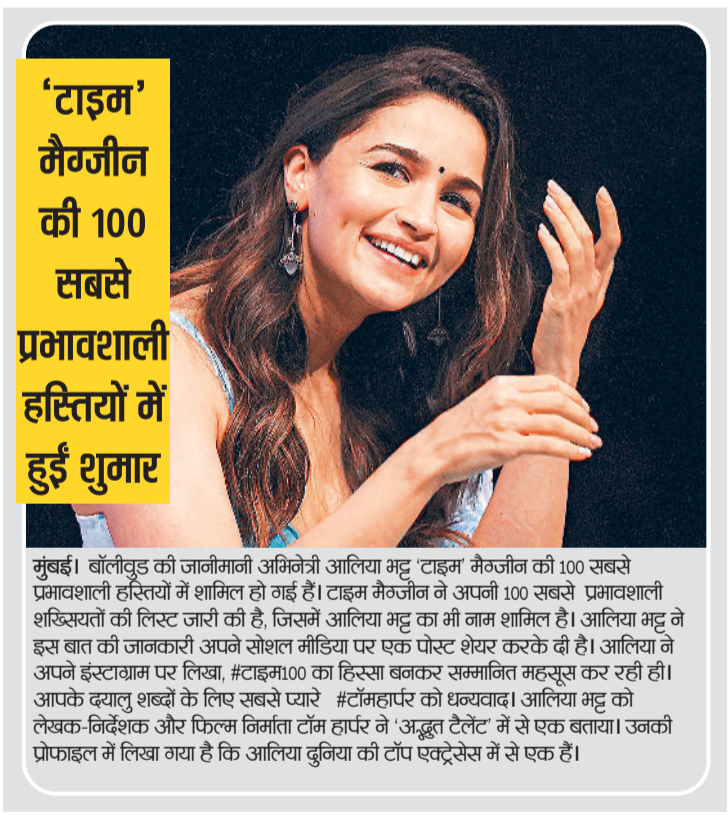 ‘टाइम’
मैग्जीन
की 100
सबसे
प्रभावशाली
हस्तियों में
हुईं शुमार
मुंबई। बॉलीवुड की जानीमानी अभिनेत्री आलिया भट्ट ‘टाइम’ मैग्जीन की 100 सबसे
प्रभावशाली हस्तियों में शामिल हो गई हैं। टाइम मैग्जीन ने अपनी 100 सबसे प्रभावशाली
शख्सियतों की लिस्ट जारी की है, जिसमें आलिया भट्ट का भी नाम शामिल है। आलिया भट्ट ने
इस बात की जानकारी अपने सोशल मीडिया पर एक पोस्ट शेयर करके दी है। आलिया ने
अपने इंस्टाग्राम पर लिखा, #टाइम100 का हिस्सा बनकर सम्मानित महसूस कर रही ही।
आपके दयालु शब्दों के लिए सबसे प्यारे #टॉमहार्पर को धन्यवाद। आलिया भट्ट को
लेखक-निर्देशक और फिल्म निर्माता टॉम हार्पर ने ‘अद्भुत टैलेंट’ में से एक बताया। उनकी
प्रोफाइल में लिखा गया है कि आलिया दुनिया की टॉप एक्ट्रेसेस में से एक हैं।